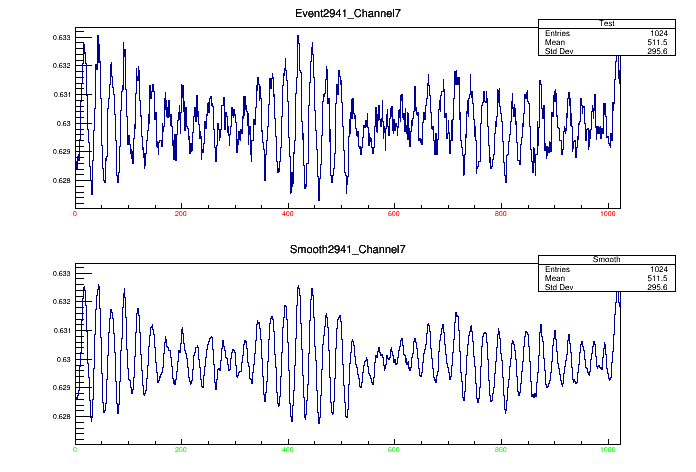 Event2941_Channel7
Test
Entries 1024
Mean 511.5
Std Dev 295.6
0.633
0.632
0.631
0.63
0.629
0.628
0 200 400 600 800 1000
Smooth2941_Channel7
Smooth
Entries 1024
Mean 511.5
Std Dev 295.6
0.633
0.632
0.631
0.63
0.629
0.628
0 200 400 600 800 1000